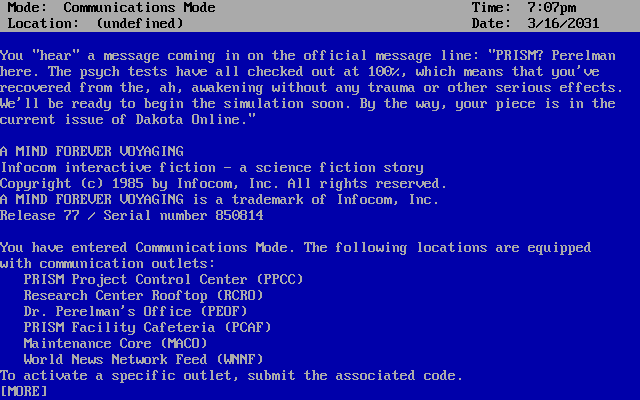 Mode: Communications Mode Time: 7:07pm
Location: (undefined) Date: 3/16/2031
You "hear" a message coming in on the official message line: "PRISM? Perelman
here. The psych tests have all checked out at 100%, which means that you've
recovered from the, ah, awakening without any trauma or other serious effects.
We'll be ready to begin the simulation soon. By the way, your piece is in the
current issue of Dakota Online."
A MIND FOREVER VOYAGING
Infocom interactive fiction - a science fiction story
Copyright (c) 1985 by Infocom, Inc. All rights reserved.
A MIND FOREVER VOYAGING is a trademark of Infocom, Inc.
Release 77 / Serial number 850814
You have entered Communications Mode. The following locations are equipped
with communication outlets:
PRISM Project Control Center (PPCC)
Research Center Rooftop (RCRO)
Dr. Perelman's Office (PEOF)
PRISM Facility Cafeteria (PCAF)
Maintenance Core (MACO)
World News Network Feed (WNNF)
To activate a specific outlet, submit the associated code.
[MORE]